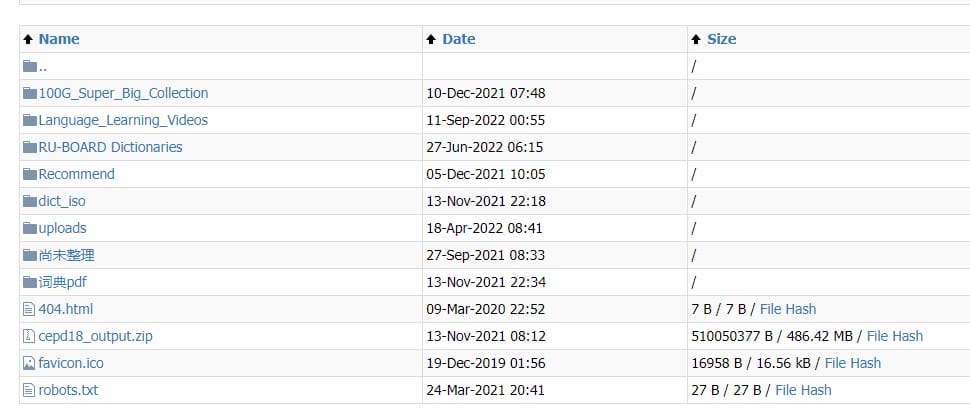 Name Date Size
.. /
100G_Super_Big_Collection 10-Dec-2021 07:48 /
Language_Learning_Videos 11-Sep-2022 00:55 /
RU-BOARD Dictionaries 27-Jun-2022 06:15 /
Recommend 05-Dec-2021 10:05 /
dict_iso 13-Nov-2021 22:18 /
uploads 18-Apr-2022 08:41 /
尚未整理 27-Sep-2021 08:33 /
词典pdf 13-Nov-2021 22:34 /
404.html 09-Mar-2020 22:52 7 B / 7 B / File Hash
cepd18_output.zip 13-Nov-2021 08:12 510050377 B / 486.42 MB / File Hash
favicon.ico 19-Dec-2019 01:56 16958 B / 16.56 kB / File Hash
robots.txt 24-Mar-2021 20:41 27 B / 27 B / File Hash